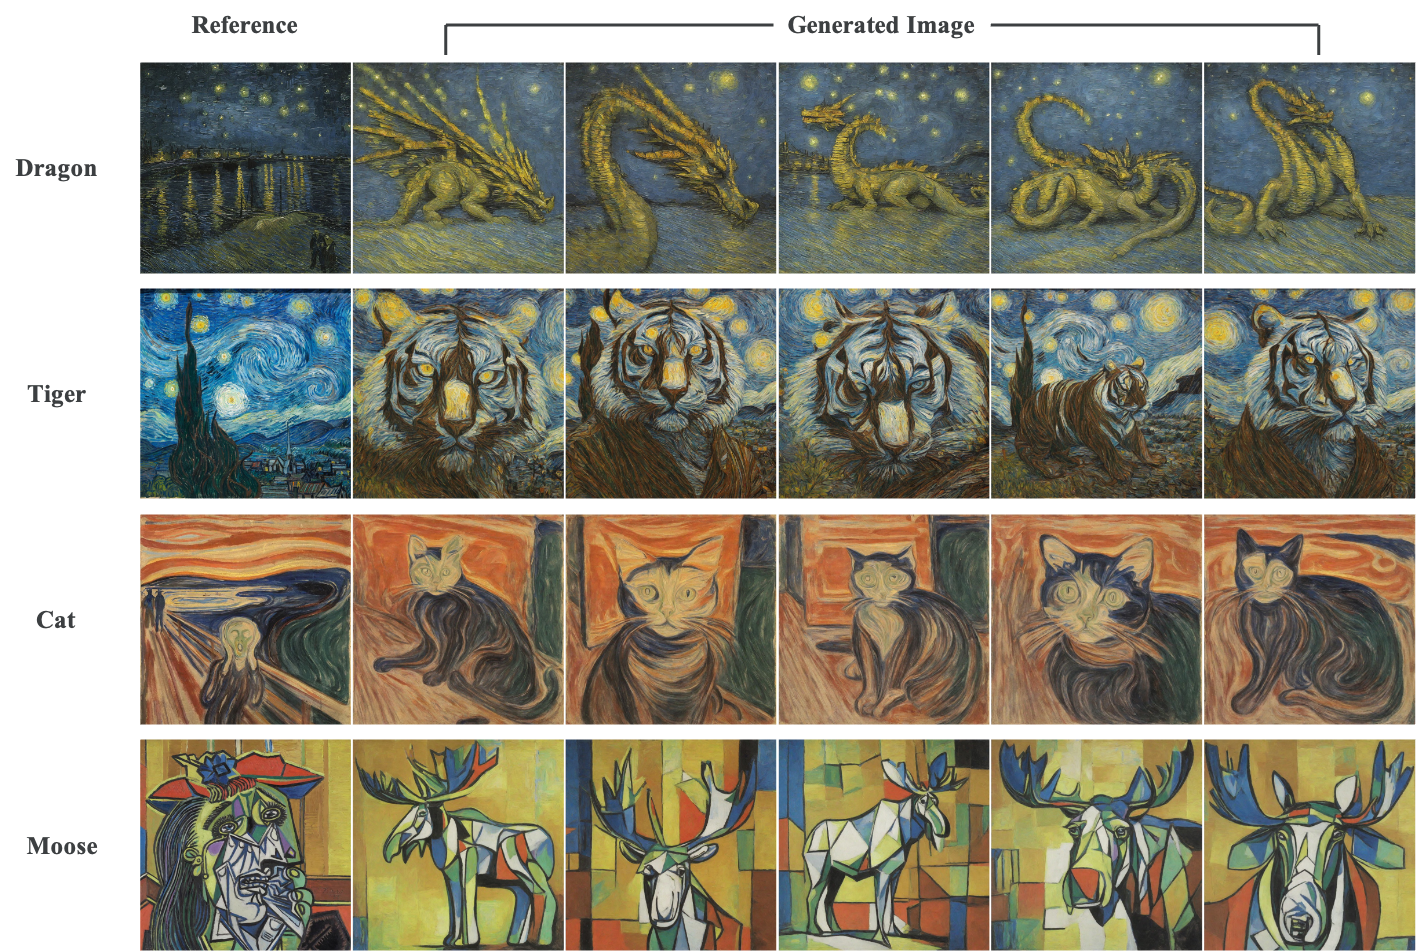 Reference
Generated Image
Dragon
Tiger
Cat
Moose